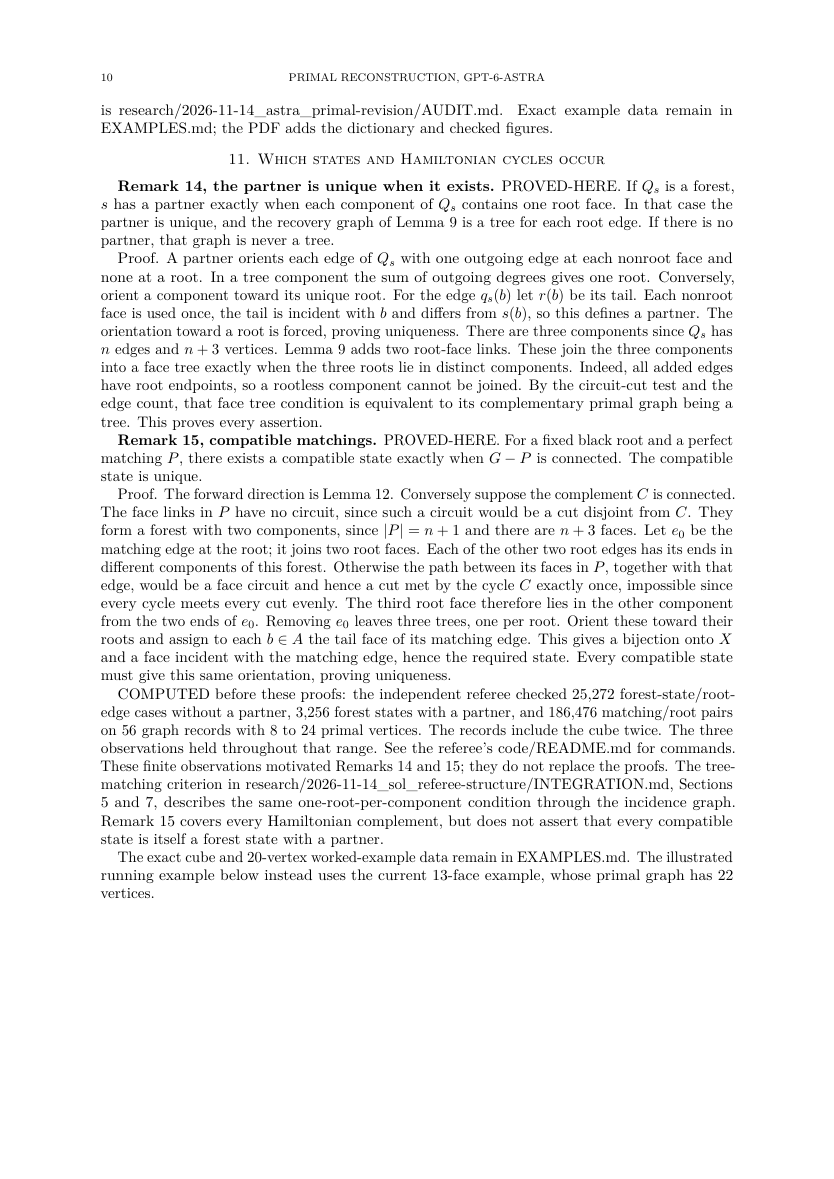 10 PRIMAL RECONSTRUCTION, GPT-6-ASTRA
is research/2026-11-14_astra_primal-revision/AUDIT.md. Exact example data remain in
EXAMPLES.md; the PDF adds the dictionary and checked figures.
11. Which states and Hamiltonian cycles occur
Remark 14, the partner is unique when it exists. PROVED-HERE. If Qₛ is a forest,
s has a partner exactly when each component of Qₛ contains one root face. In that case the
partner is unique, and the recovery graph of Lemma 9 is a tree for each root edge. If there is no
partner, that graph is never a tree.
Proof. A partner orients each edge of Qₛ with one outgoing edge at each nonroot face and
none at a root. In a tree component the sum of outgoing degrees gives one root. Conversely,
orient a component toward its unique root. For the edge qₛ(b) let r(b) be its tail. Each nonroot
face is used once, the tail is incident with b and differs from s(b), so this defines a partner. The
orientation toward a root is forced, proving uniqueness. There are three components since Qₛ has
n edges and n + 3 vertices. Lemma 9 adds two root-face links. These join the three components
into a face tree exactly when the three roots lie in distinct components. Indeed, all added edges
have root endpoints, so a rootless component cannot be joined. By the circuit-cut test and the
edge count, that face tree condition is equivalent to its complementary primal graph being a
tree. This proves every assertion.
Remark 15, compatible matchings. PROVED-HERE. For a fixed black root and a perfect
matching P, there exists a compatible state exactly when G − P is connected. The compatible
state is unique.
Proof. The forward direction is Lemma 12. Conversely suppose the complement C is connected.
The face links in P have no circuit, since such a circuit would be a cut disjoint from C. They
form a forest with two components, since |P| = n + 1 and there are n + 3 faces. Let e₀ be the
matching edge at the root; it joins two root faces. Each of the other two root edges has its ends in
different components of this forest. Otherwise the path between its faces in P, together with that
edge, would be a face circuit and hence a cut met by the cycle C exactly once, impossible since
every cycle meets every cut evenly. The third root face therefore lies in the other component
from the two ends of e₀. Removing e₀ leaves three trees, one per root. Orient these toward their
roots and assign to each b ∈ A the tail face of its matching edge. This gives a bijection onto X
and a face incident with the matching edge, hence the required state. Every compatible state
must give this same orientation, proving uniqueness.
COMPUTED before these proofs: the independent referee checked 25,272 forest-state/root-
edge cases without a partner, 3,256 forest states with a partner, and 186,476 matching/root pairs
on 56 graph records with 8 to 24 primal vertices. The records include the cube twice. The three
observations held throughout that range. See the referee's code/README.md for commands.
These finite observations motivated Remarks 14 and 15; they do not replace the proofs. The tree-
matching criterion in research/2026-11-14_sol_referee-structure/INTEGRATION.md, Sections
5 and 7, describes the same one-root-per-component condition through the incidence graph.
Remark 15 covers every Hamiltonian complement, but does not assert that every compatible
state is itself a forest state with a partner.
The exact cube and 20-vertex worked-example data remain in EXAMPLES.md. The illustrated
running example below instead uses the current 13-face example, whose primal graph has 22
vertices.